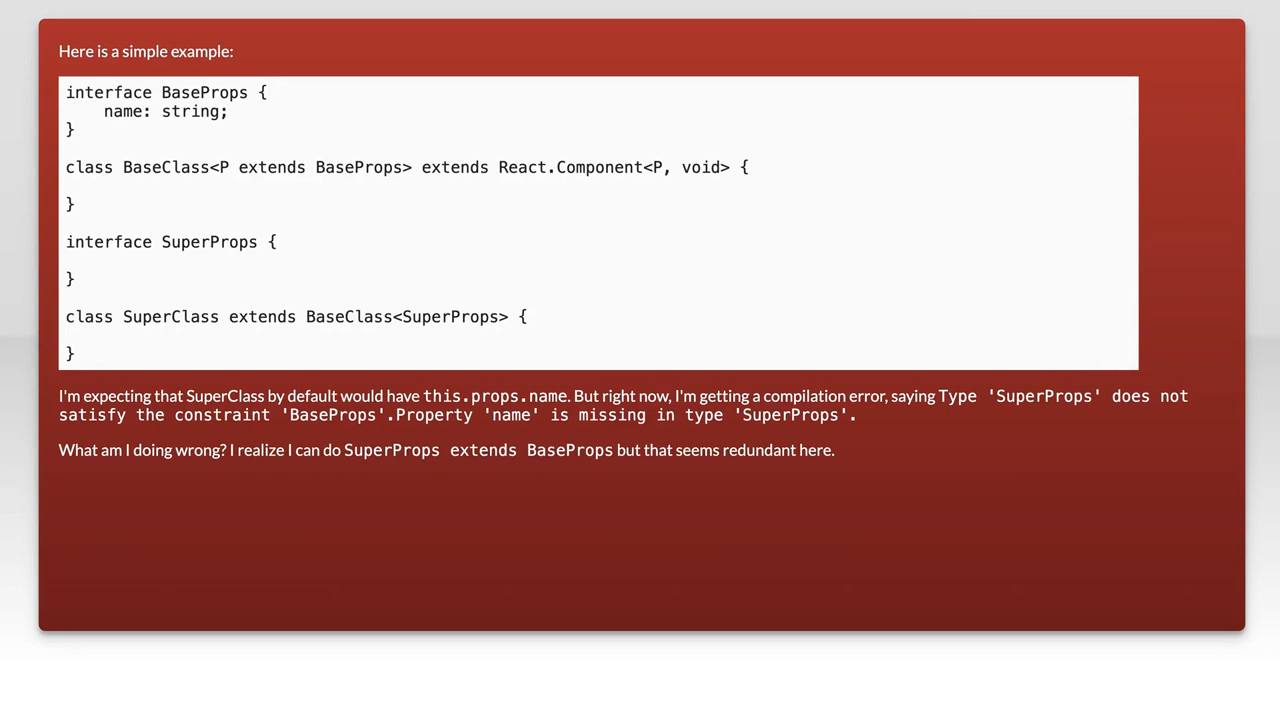 Here is a simple example:
interface BaseProps {
    name: string;
}
class BaseClass<P extends BaseProps> extends React.Component<P, void> {
}
interface SuperProps {
}
class SuperClass extends BaseClass<SuperProps> {
}
I'm expecting that SuperClass by default would have this.props.name. But right now, I'm getting a compilation error, saying Type 'SuperProps' does not
satisfy the constraint 'BaseProps'.Property 'name' is missing in type 'SuperProps'.
What am I doing wrong? I realize I can do SuperProps extends BaseProps but that seems redundant here.